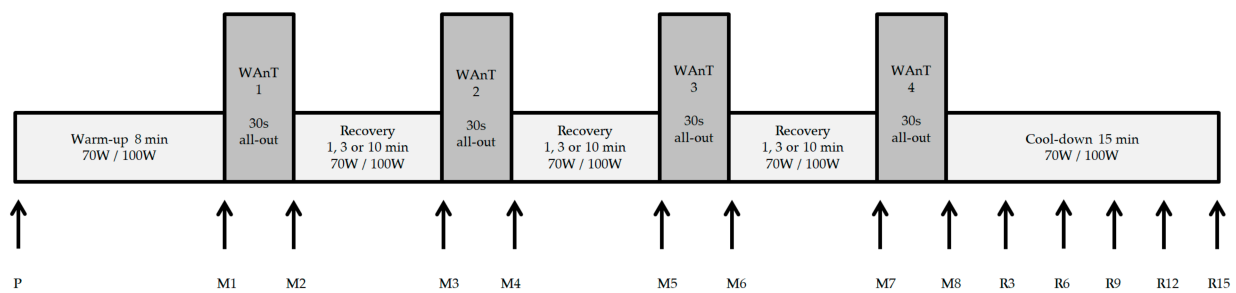 WAnT
1
30s
all-out
WAnT
2
30s
all-out
WAnT
3
30s
all-out
WAnT
4
30s
all-out
Warm-up 8 min
70W / 100W
Recovery
1, 3 or 10 min
70W / 100W
Recovery
1, 3 or 10 min
70W / 100W
Recovery
1, 3 or 10 min
70W / 100W
Cool-down 15 min
70W / 100W
P M1 M2 M3 M4 M5 M6 M7 M8 R3 R6 R9 R12 R15